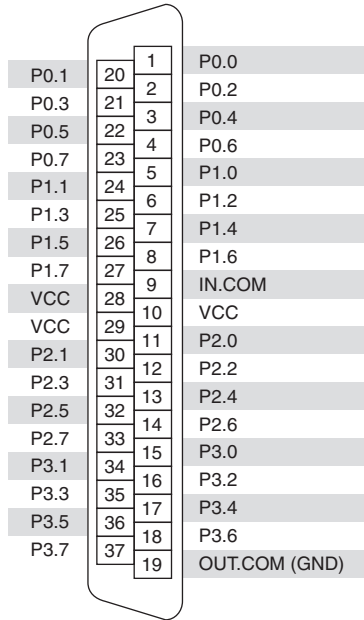 1 P0.0
P0.1 20
2 P0.2
P0.3 21
3 P0.4
P0.5 22
4 P0.6
P0.7 23
5 P1.0
P1.1 24
6 P1.2
P1.3 25
7 P1.4
P1.5 26
8 P1.6
P1.7 27
9 IN.COM
VCC 28
10 VCC
VCC 29
11 P2.0
P2.1 30
12 P2.2
P2.3 31
13 P2.4
P2.5 32
14 P2.6
P2.7 33
15 P3.0
P3.1 34
16 P3.2
P3.3 35
17 P3.4
P3.5 36
18 P3.6
P3.7 37
19 OUT.COM (GND)